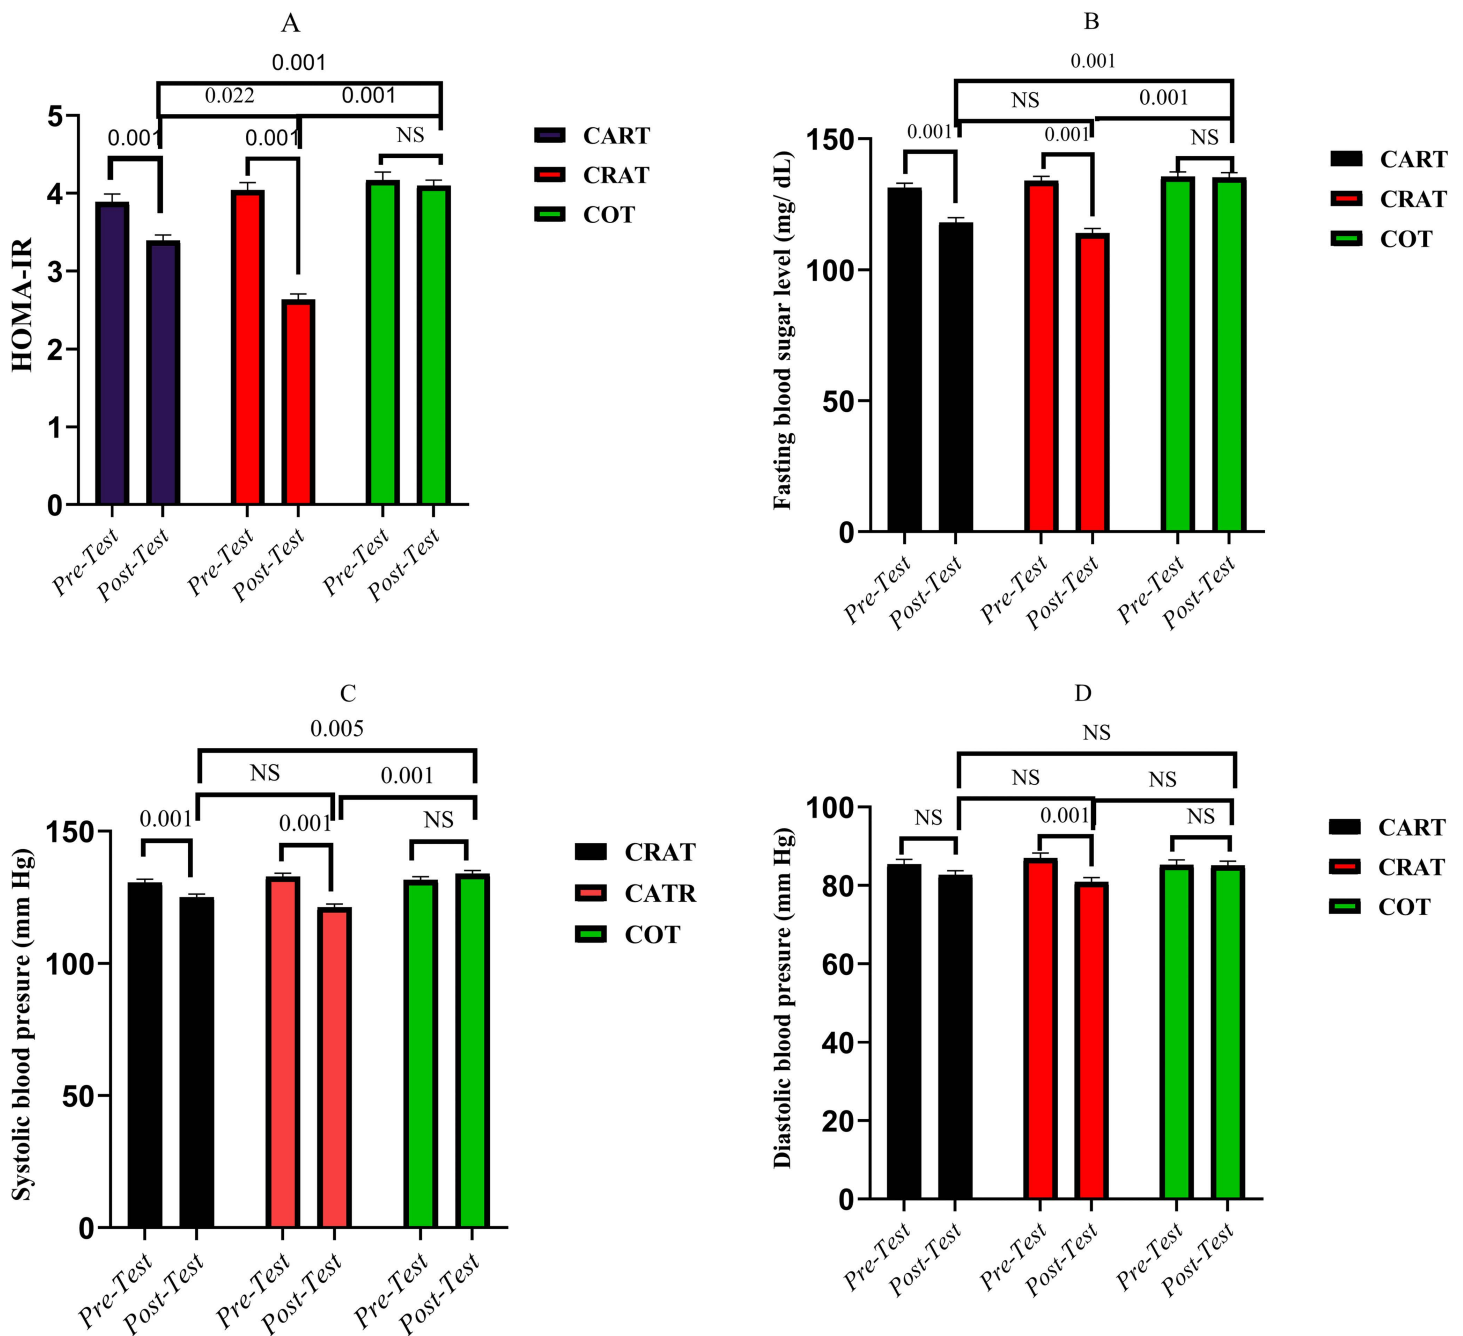 A
0.001
0.022
0.001
0.001
0.001
NS
HOMA-IR
5
4
3
2
1
0
Pre-Test
Post-Test
Pre-Test
Post-Test
Pre-Test
Post-Test
CART
CRAT
COT
B
0.001
NS
0.001
0.001
0.001
NS
Fasting blood sugar level (mg/ dL)
150
100
50
0
Pre-Test
Post-Test
Pre-Test
Post-Test
Pre-Test
Post-Test
CART
CRAT
COT
C
0.005
NS
0.001
0.001
0.001
NS
Systolic blood presure (mm Hg)
150
100
50
0
Pre-Test
Post-Test
Pre-Test
Post-Test
Pre-Test
Post-Test
CRAT
CATR
COT
D
NS
NS
NS
NS
0.001
NS
Diastolic blood presure (mm Hg)
100
80
60
40
20
0
Pre-Test
Post-Test
Pre-Test
Post-Test
Pre-Test
Post-Test
CART
CRAT
COT